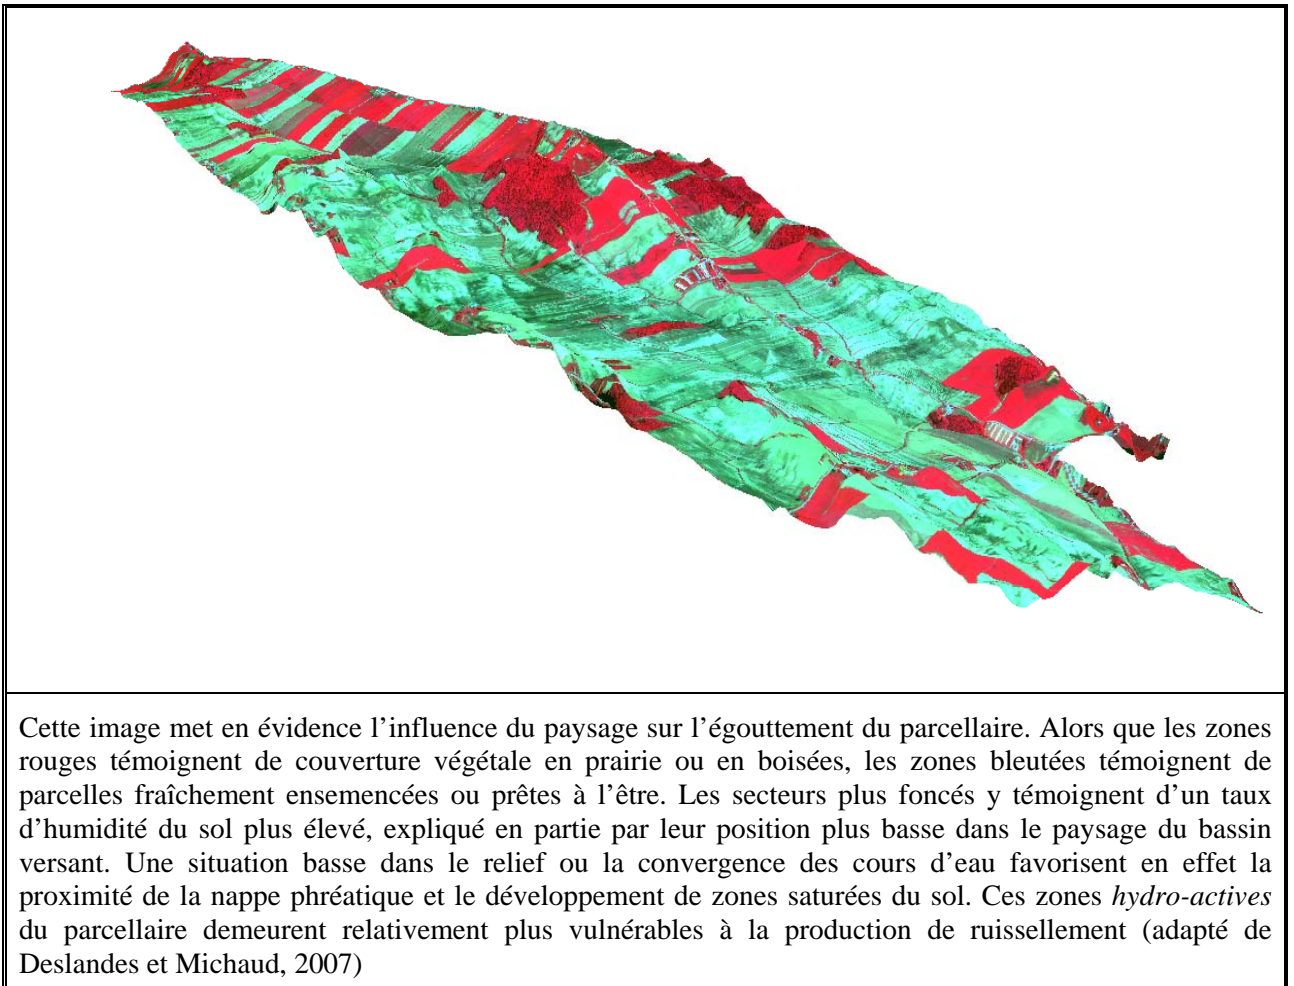 Cette image met en évidence l’influence du paysage sur l’égouttement du parcellaire. Alors que les zones
rouges témoignent de couverture végétale en prairie ou en boisées, les zones bleutées témoignent de
parcelles fraîchement ensemencées ou prêtes à l’être. Les secteurs plus foncés y témoignent d’un taux
d’humidité du sol plus élevé, expliqué en partie par leur position plus basse dans le paysage du bassin
versant. Une situation basse dans le relief ou la convergence des cours d’eau favorisent en effet la
proximité de la nappe phréatique et le développement de zones saturées du sol. Ces zones hydro-actives
du parcellaire demeurent relativement plus vulnérables à la production de ruissellement (adapté de
Deslandes et Michaud, 2007)